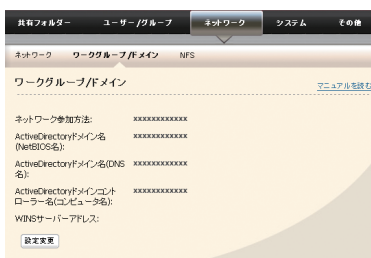 共有フォルダー ユーザー/グループ ネットワーク システム その他
ネットワーク ワークグループ/ドメイン NFS
ワークグループ/ドメイン
マニュアルを読む
ネットワーク参加方法: xxxxxxxxxxxx
ActiveDirectoryドメイン名 xxxxxxxxxxxx
(NetBIOS名):
ActiveDirectoryドメイン名(DNS xxxxxxxxxxxx
名):
ActiveDirectoryドメインコント xxxxxxxxxxxx
ローラー名(コンピュータ名):
WINSサーバーアドレス:
設定変更